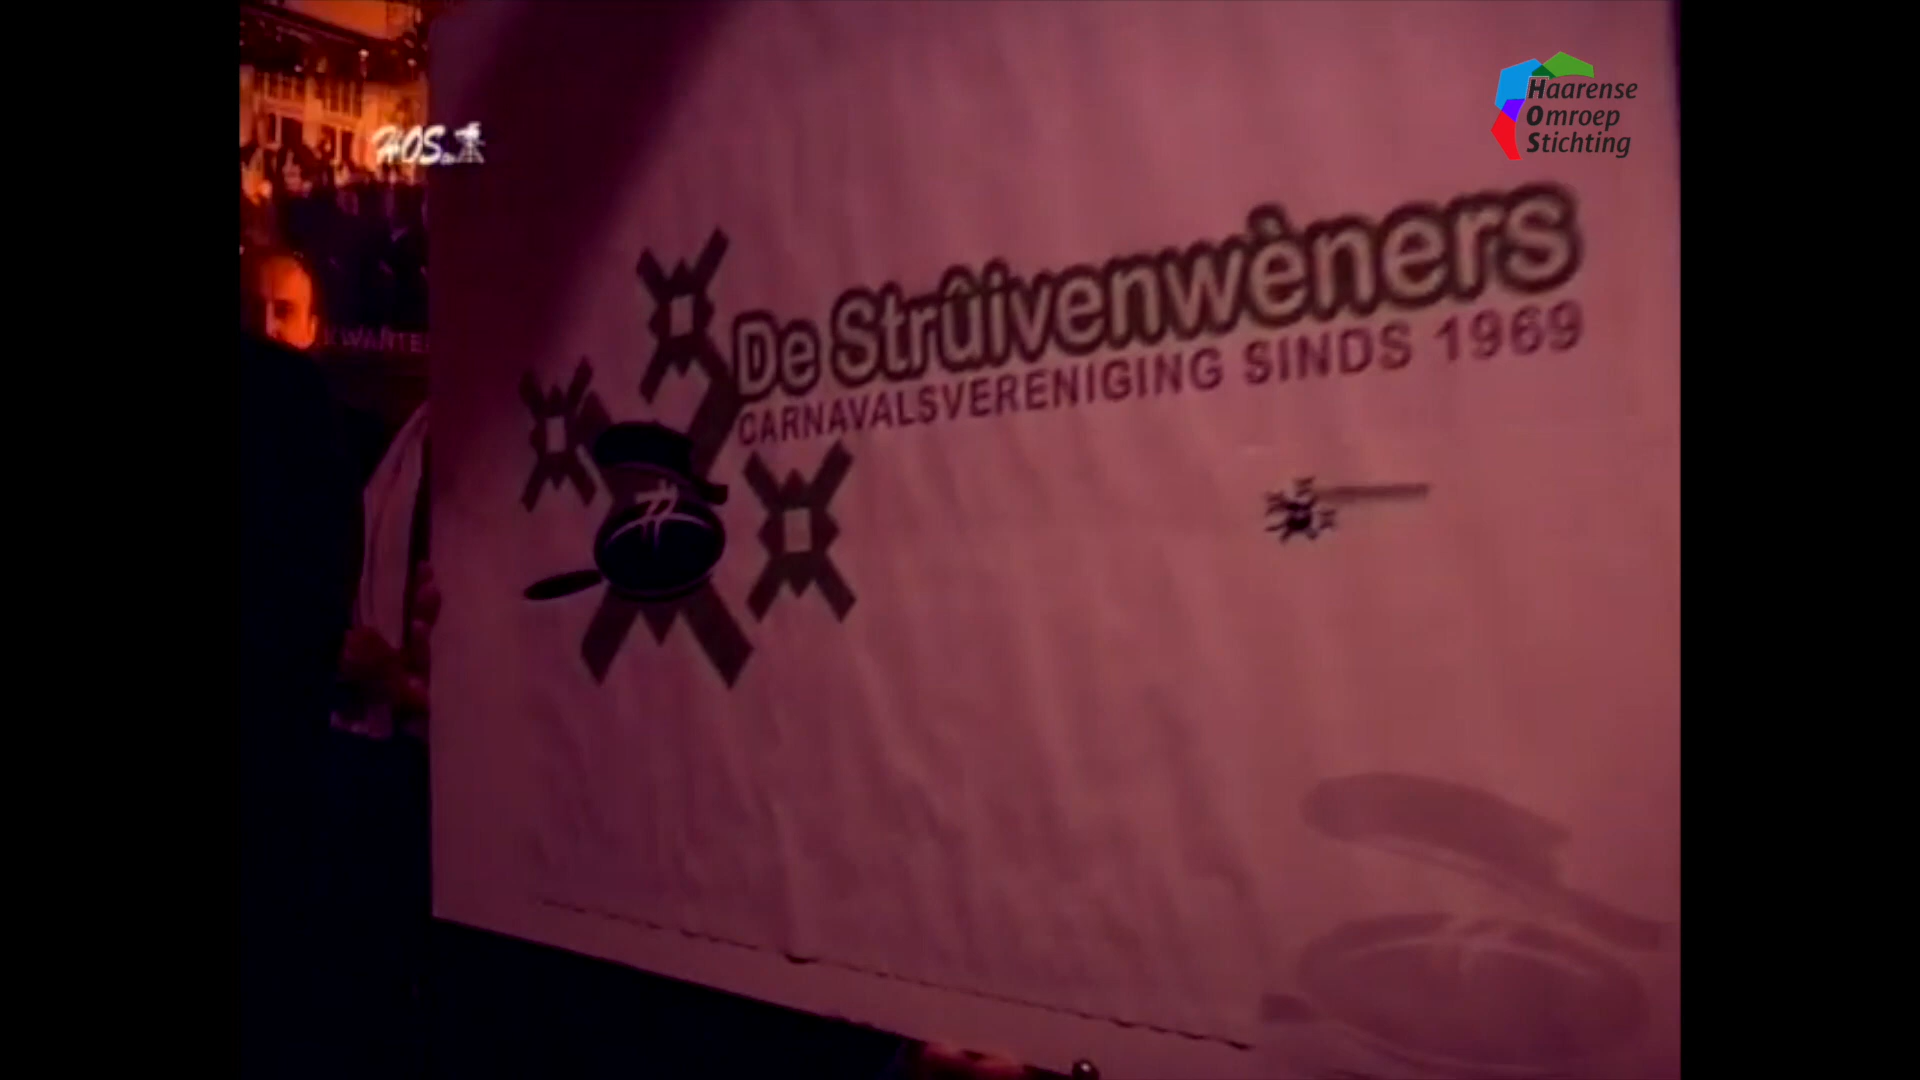 Haarense
Omroep
Stichting
HOS
De Strûivenwèners
CARNAVALSVERENIGING SINDS 1969